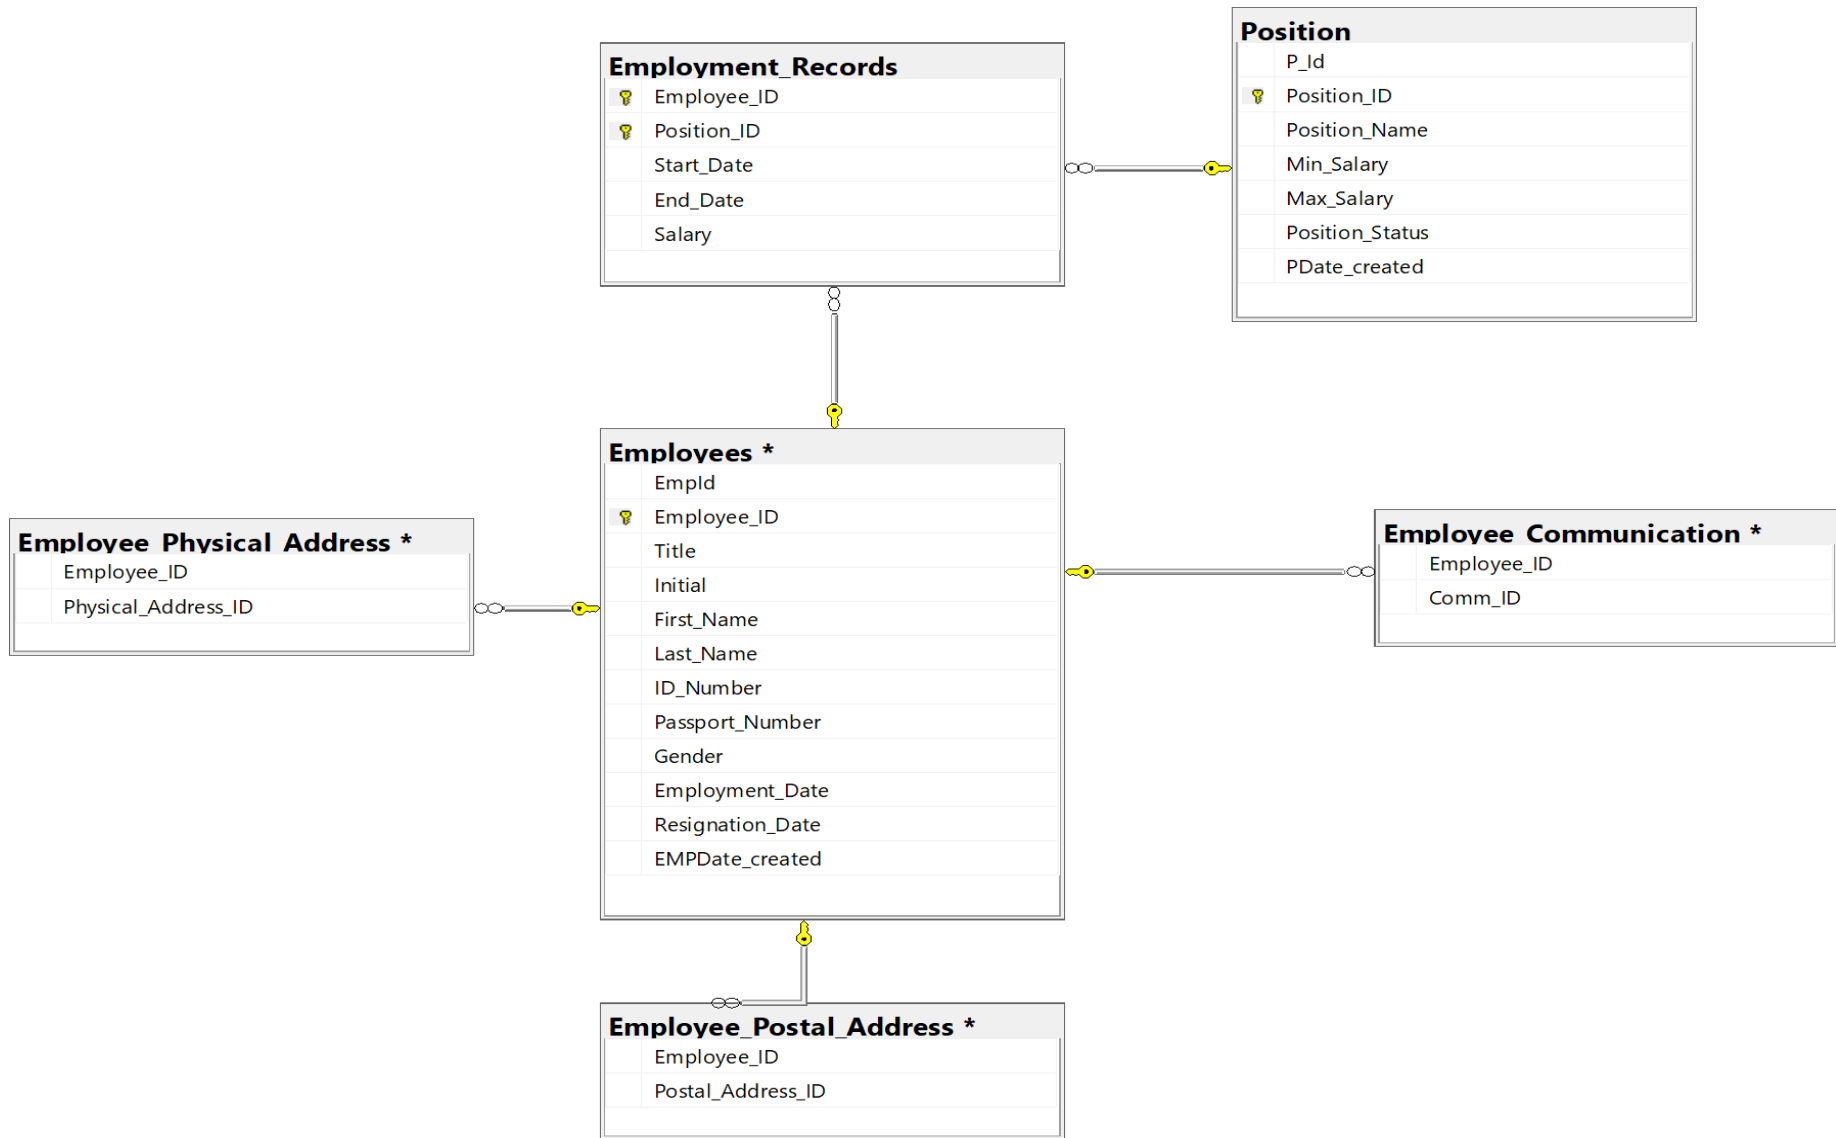 Position
P_Id
Position_ID
Position_Name
Min_Salary
Max_Salary
Position_Status
PDate_created
Employment_Records
Employee_ID
Position_ID
Start_Date
End_Date
Salary
Employees *
EmpId
Employee_ID
Title
Initial
First_Name
Last_Name
ID_Number
Passport_Number
Gender
Employment_Date
Resignation_Date
EMPDate_created
Employee_Physical_Address *
Employee_ID
Physical_Address_ID
Employee_Communication *
Employee_ID
Comm_ID
Employee_Postal_Address *
Employee_ID
Postal_Address_ID